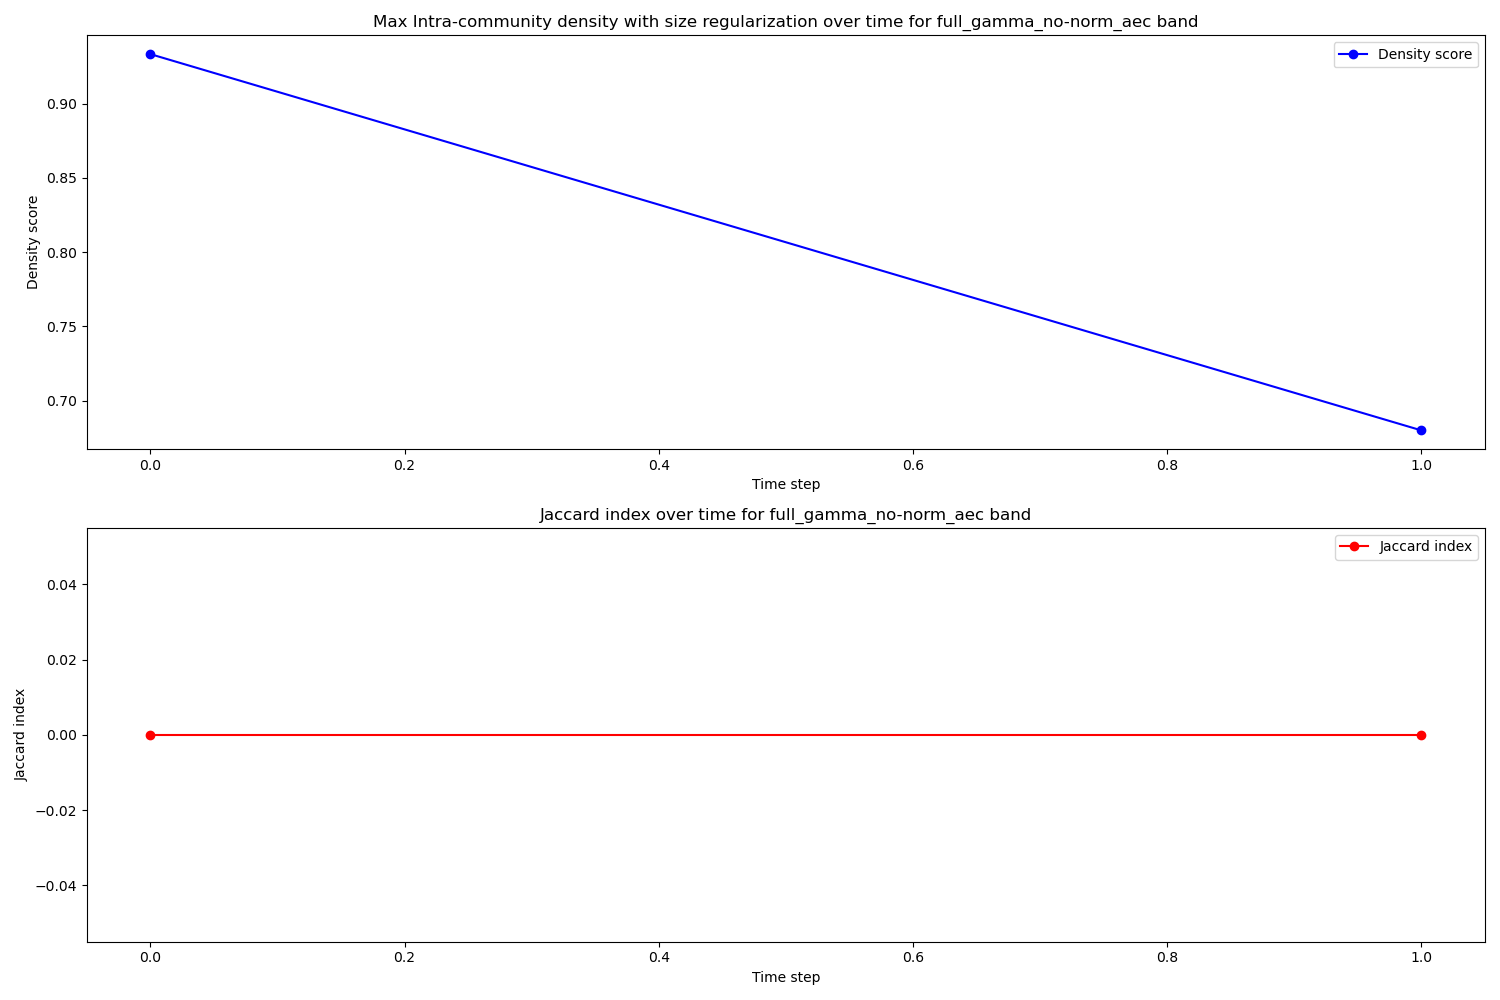 Max Intra-community density with size regularization over time for full_gamma_no-norm_aec band
Density score
0.90
0.85
0.80
0.75
0.70
Density score
0.0 0.2 0.4 0.6 0.8 1.0
Time step
Jaccard index over time for full_gamma_no-norm_aec band
Jaccard index
0.04
0.02
0.00
−0.02
−0.04
Jaccard index
0.0 0.2 0.4 0.6 0.8 1.0
Time step